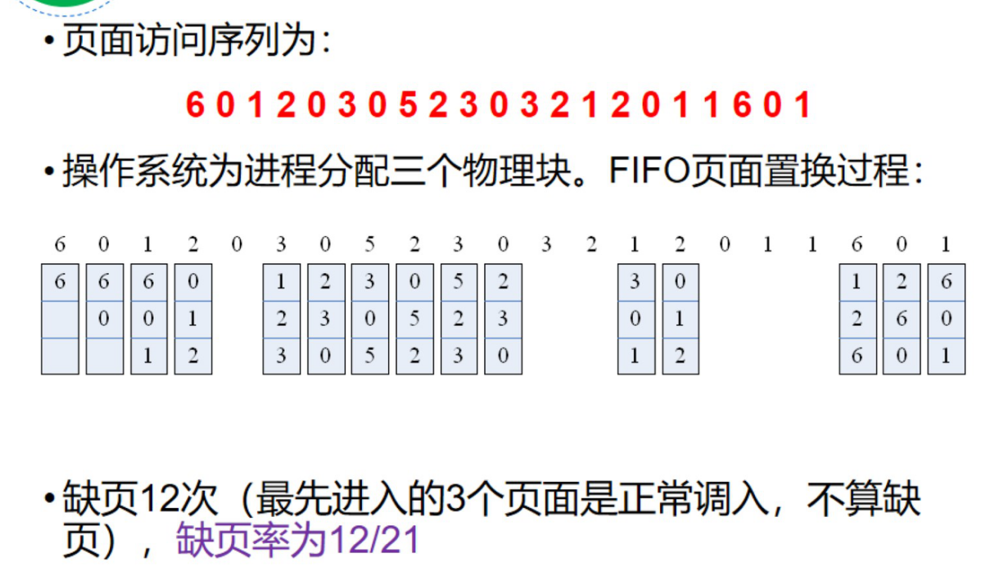 •页面访问序列为：
6 0 1 2 0 3 0 5 2 3 0 3 2 1 2 0 1 1 6 0 1
•操作系统为进程分配三个物理块。FIFO页面置换过程：
6 0 1 2 0 3 0 5 2 3 0 3 2 1 2 0 1 1 6 0 1
6 6 6 0 1 2 3 0 5 2 3 0 1 2 6
0 0 1 2 3 0 5 2 3 0 1 2 6 0
1 2 3 0 5 2 3 0 1 2 6 0 1
•缺页12次（最先进入的3个页面是正常调入，不算缺
页），缺页率为12/21